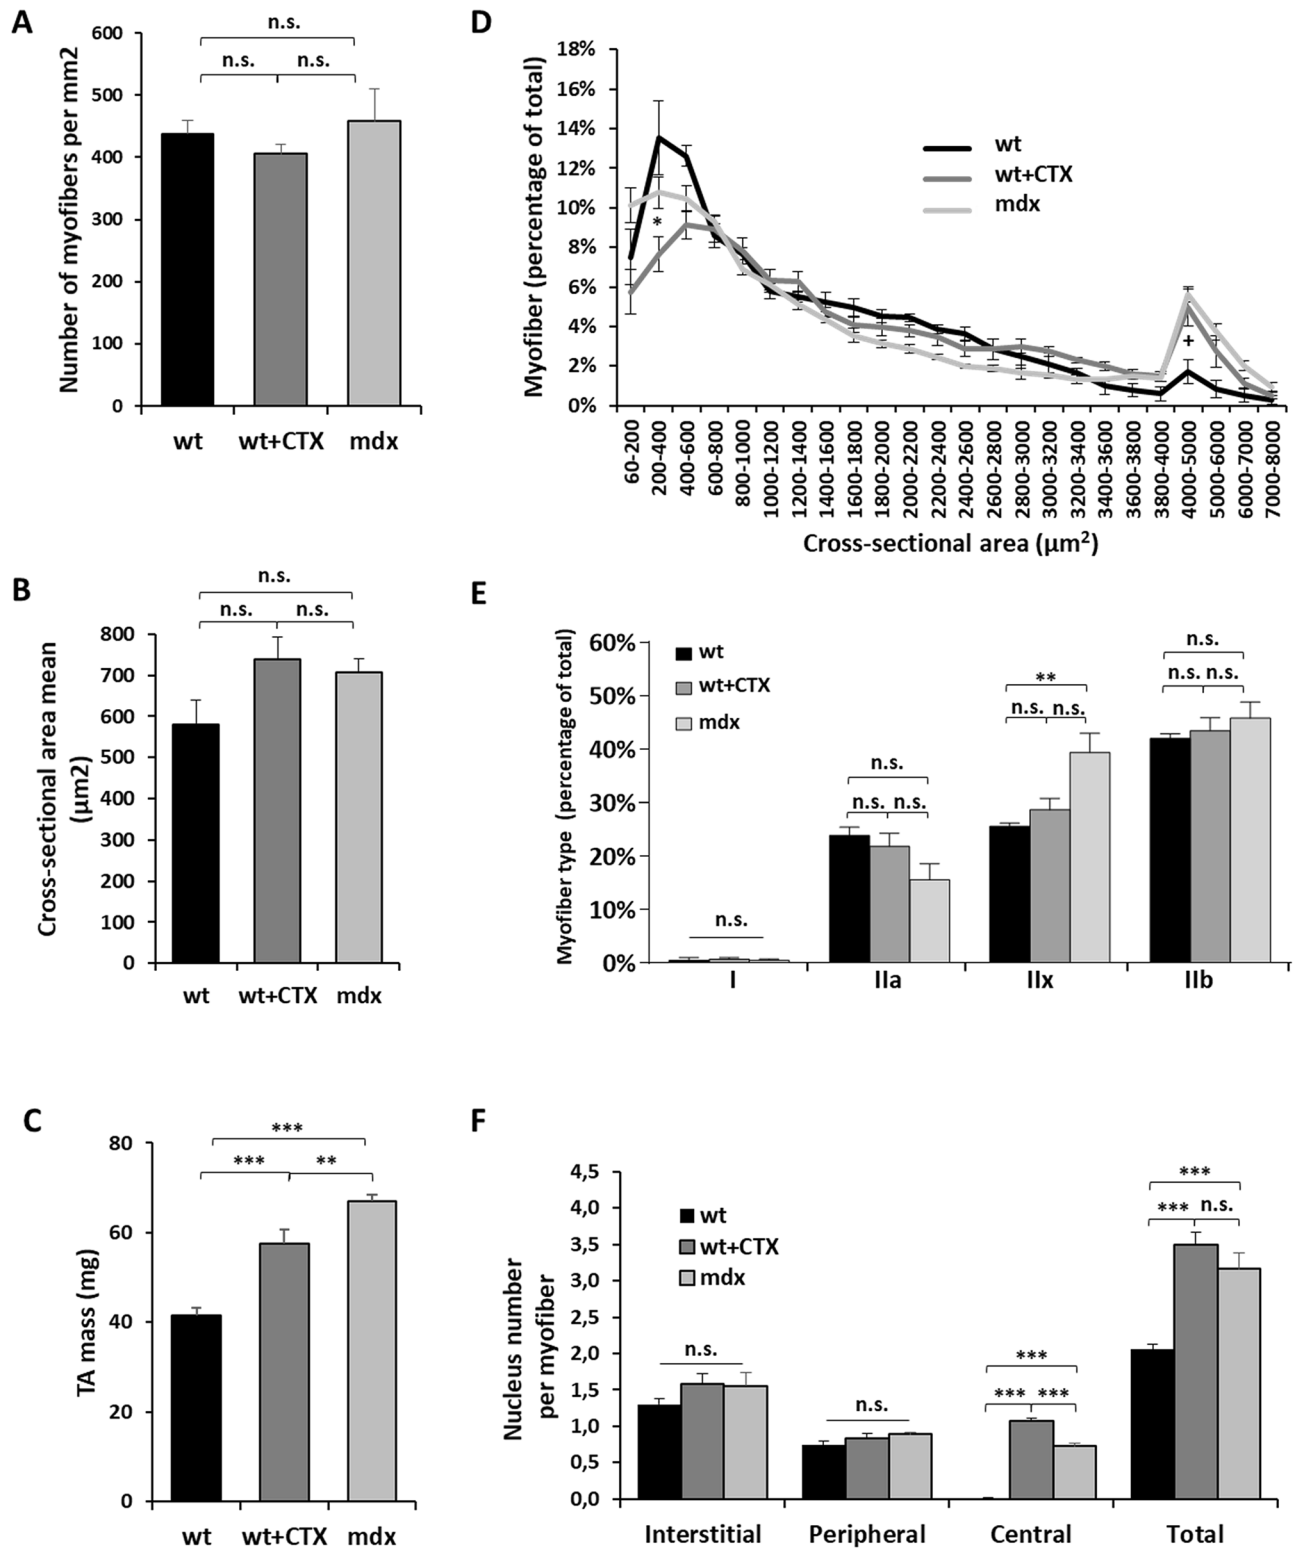 A
n.s.
n.s. n.s.
Number of myofibers per mm2
600
500
400
300
200
100
0
wt wt+CTX mdx
D
Myofiber (percentage of total)
18%
16%
14%
12%
10%
8%
6%
4%
2%
0%
wt
wt+CTX
mdx
*
+
60-200
200-400
400-600
600-800
800-1000
1000-1200
1200-1400
1400-1600
1600-1800
1800-2000
2000-2200
2200-2400
2400-2600
2600-2800
2800-3000
3000-3200
3200-3400
3400-3600
3600-3800
3800-4000
4000-5000
5000-6000
6000-7000
7000-8000
Cross-sectional area (µm²)
B
n.s.
n.s. n.s.
Cross-sectional area mean
(µm2)
800
700
600
500
400
300
200
100
0
wt wt+CTX mdx
E
Myofiber type (percentage of total)
60%
50%
40%
30%
20%
10%
0%
wt
wt+CTX
mdx
n.s.
n.s.
n.s. n.s.
**
n.s. n.s.
n.s.
n.s. n.s.
I IIa IIx IIb
C
***
*** **
TA mass (mg)
80
60
40
20
0
wt wt+CTX mdx
F
Nucleus number
per myofiber
4,5
4,0
3,5
3,0
2,5
2,0
1,5
1,0
0,5
0,0
wt
wt+CTX
mdx
n.s.
n.s.
***
*** ***
***
*** n.s.
Interstitial Peripheral Central Total